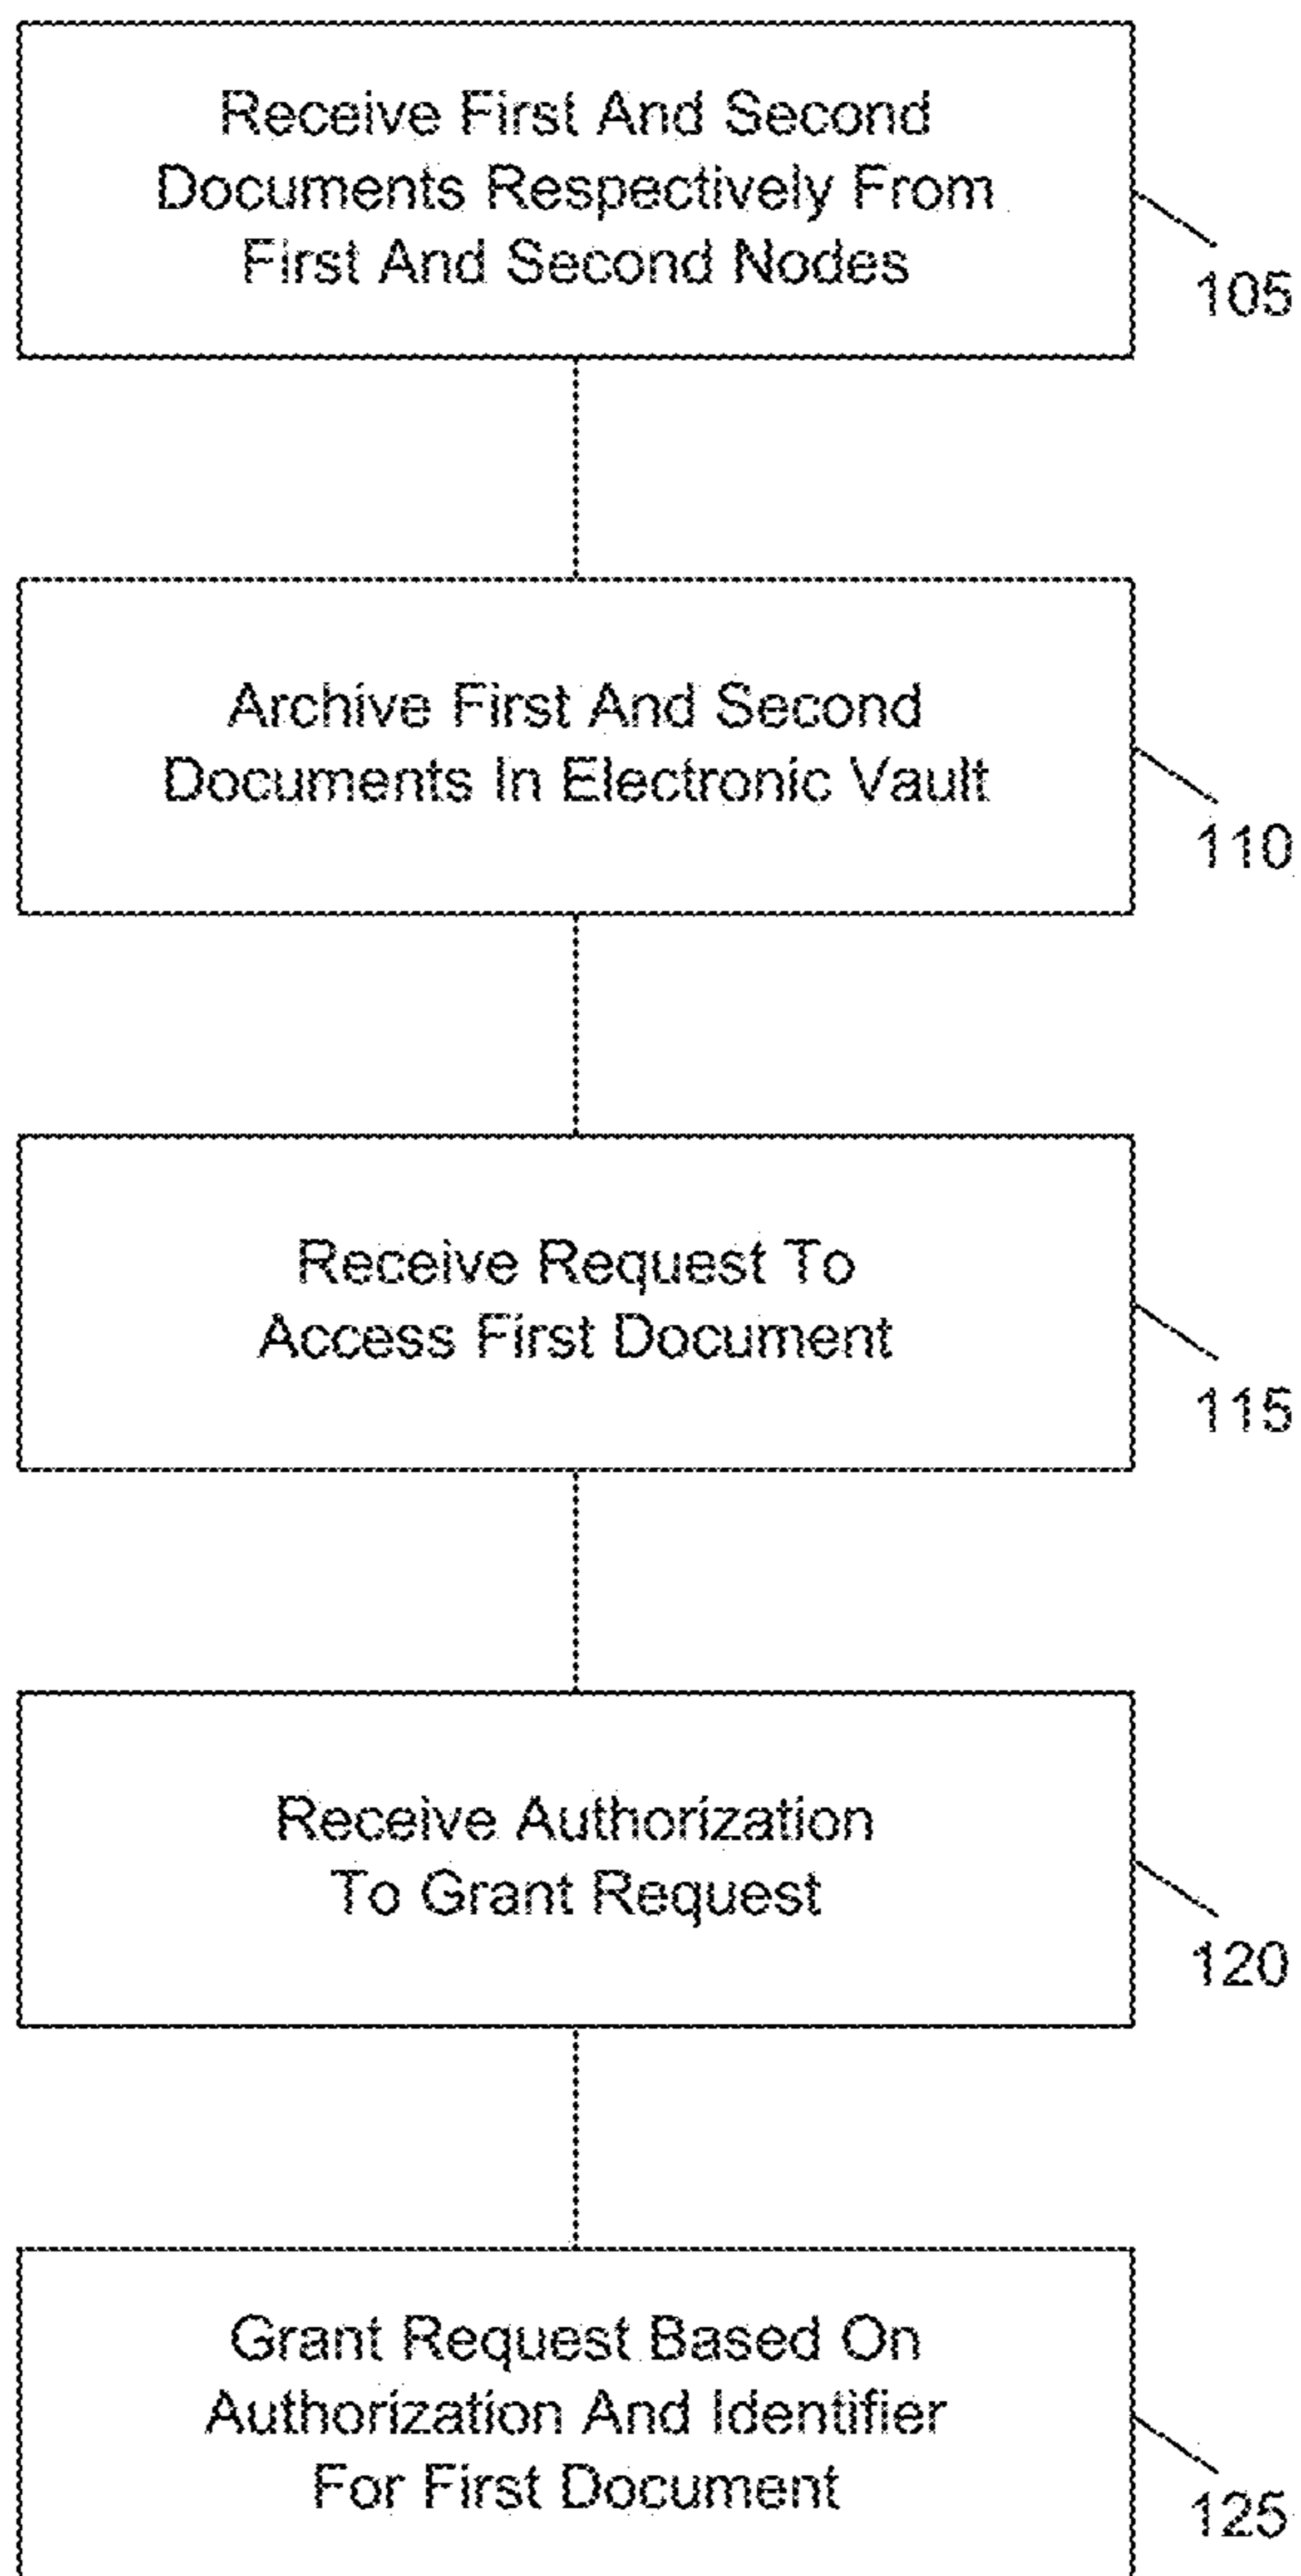 Receive First And Second
Documents Respectively From
First And Second Nodes
105
Archive First And Second
Documents In Electronic Vault
110
Receive Request To
Access First Document
115
Receive Authorization
To Grant Request
120
Grant Request Based On
Authorization And Identifier
For First Document
125